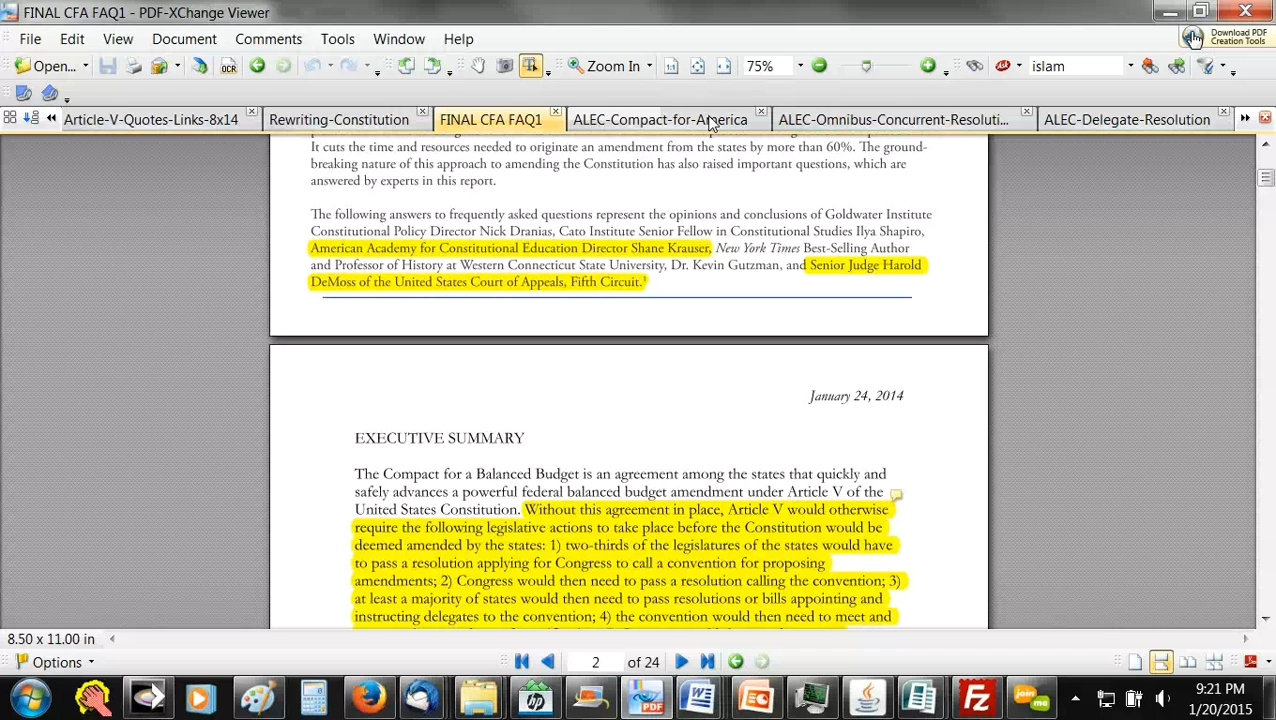 FINAL CFA FAQ1 - PDF-XChange Viewer
File Edit View Document Comments Tools Window Help
Download PDF
Creation Tools
Open... OCR Zoom In 75% islam
Article-V-Quotes-Links-8x14 Rewriting-Constitution FINAL CFA FAQ1 ALEC-Compact-for-America ALEC-Omnibus-Concurrent-Resoluti... ALEC-Delegate-Resolution
It cuts the time and resources needed to originate an amendment from the states by more than 60%. The ground-
breaking nature of this approach to amending the Constitution has also raised important questions, which are
answered by experts in this report.
The following answers to frequently asked questions represent the opinions and conclusions of Goldwater Institute
Constitutional Policy Director Nick Dranias, Cato Institute Senior Fellow in Constitutional Studies Ilya Shapiro,
American Academy for Constitutional Education Director Shane Krauser, New York Times Best-Selling Author
and Professor of History at Western Connecticut State University, Dr. Kevin Gutzman, and Senior Judge Harold
DeMoss of the United States Court of Appeals, Fifth Circuit.¹
January 24, 2014
EXECUTIVE SUMMARY
The Compact for a Balanced Budget is an agreement among the states that quickly and
safely advances a powerful federal balanced budget amendment under Article V of the
United States Constitution. Without this agreement in place, Article V would otherwise
require the following legislative actions to take place before the Constitution would be
deemed amended by the states: 1) two-thirds of the legislatures of the states would have
to pass a resolution applying for Congress to call a convention for proposing
amendments; 2) Congress would then need to pass a resolution calling the convention; 3)
at least a majority of states would then need to pass resolutions or bills appointing and
instructing delegates to the convention; 4) the convention would then need to meet and
8.50 x 11.00 in
Options 2 of 24
hp PDF W P Fz join me
9:21 PM
1/20/2015